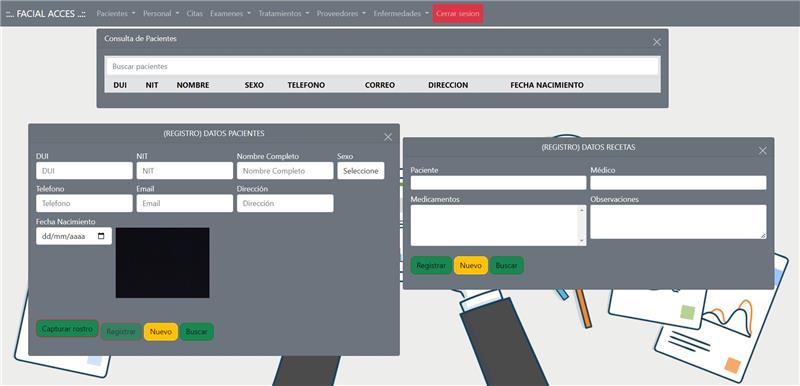 ::.. FACIAL ACCES ..:: Pacientes Personal Citas Examenes Tratamientos Proveedores Enfermedades Cerrar sesion
Consulta de Pacientes
Buscar pacientes
DUI NIT NOMBRE SEXO TELEFONO CORREO DIRECCION FECHA NACIMIENTO
(REGISTRO) DATOS PACIENTES
DUI NIT Nombre Completo Sexo
DUI NIT Nombre Completo Seleccione
Telefono Email Dirección
Telefono Email Dirección
Fecha Nacimiento
dd/mm/aaaa
Capturar rostro Registrar Nuevo Buscar
(REGISTRO) DATOS RECETAS
Paciente Médico
Medicamentos Observaciones
Registrar Nuevo Buscar